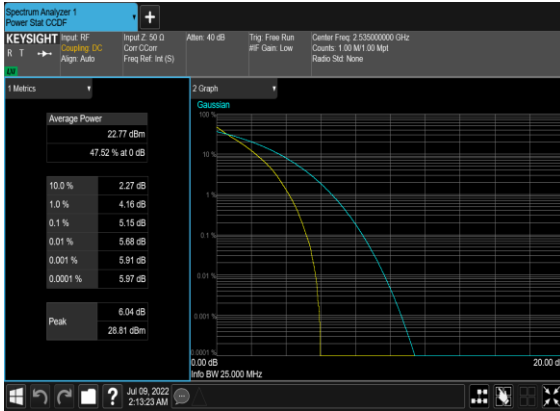 Spectrum Analyzer 1
Power Stat CCDF
+
KEYSIGHT
R T
Input: RF
Coupling: DC
Align: Auto
Input Z: 50 Ω
Corr CCorr
Freq Ref: Int (S)
Atten: 40 dB
Trig: Free Run
#IF Gain: Low
Center Freq: 2.535000000 GHz
Counts: 1.00 M/1.00 Mpt
Radio Std: None
1 Metrics
Average Power
22.77 dBm
47.52 % at 0 dB
10.0 % 2.27 dB
1.0 % 4.16 dB
0.1 % 5.15 dB
0.01 % 5.68 dB
0.001 % 5.91 dB
0.0001 % 5.97 dB
Peak 6.04 dB
28.81 dBm
2 Graph
Gaussian
100 %
10 %
1 %
0.1 %
0.01 %
0.001 %
0.0001 %
0.00 dB
20.00 d
Info BW 25.000 MHz
?
Jul 09, 2022
2:13:23 AM